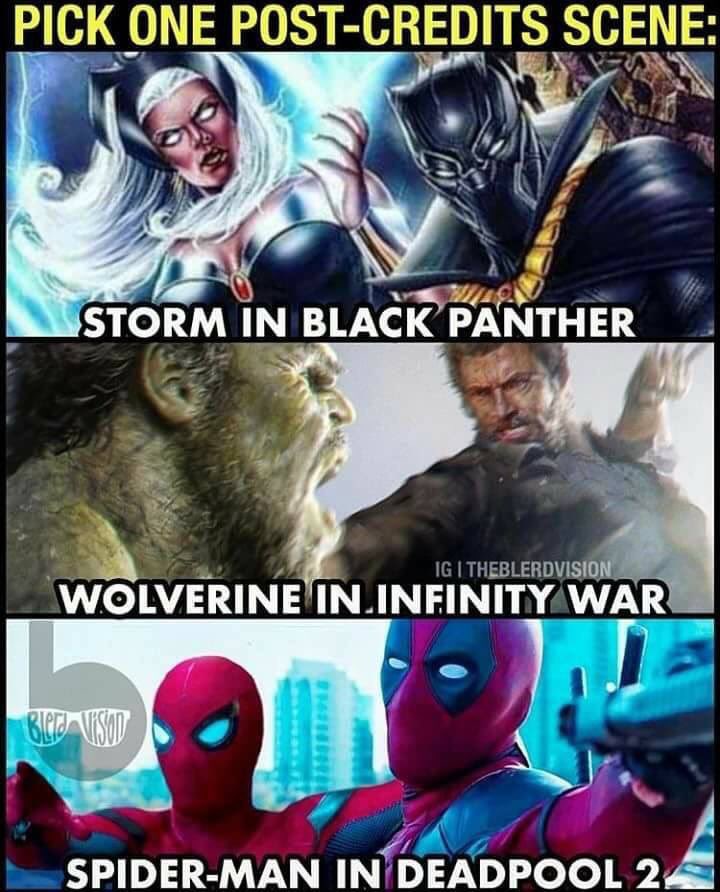 PICK ONE POST-CREDITS SCENE:
STORM IN BLACK PANTHER
IG | THEBLERDVISION
WOLVERINE IN INFINITY WAR
b
Blerd Vision
SPIDER-MAN IN DEADPOOL 2